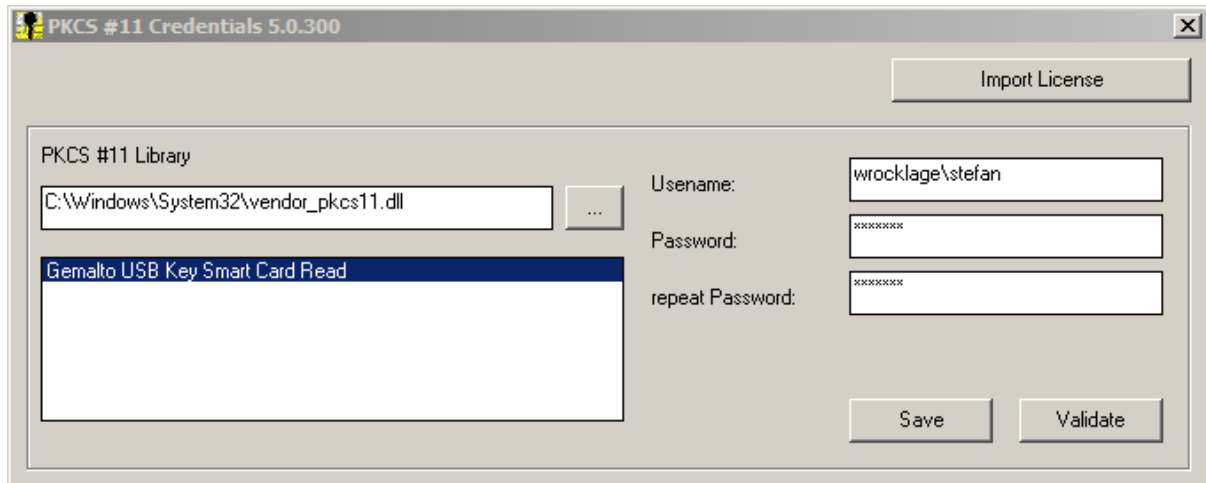 PKCS #11 Credentials 5.0.300
Import License
PKCS #11 Library
C:\Windows\System32\vendor_pkcs11.dll
...
Gemalto USB Key Smart Card Read
Usename:
wrocklage\stefan
Password:
×××××××
repeat Password:
×××××××
Save
Validate